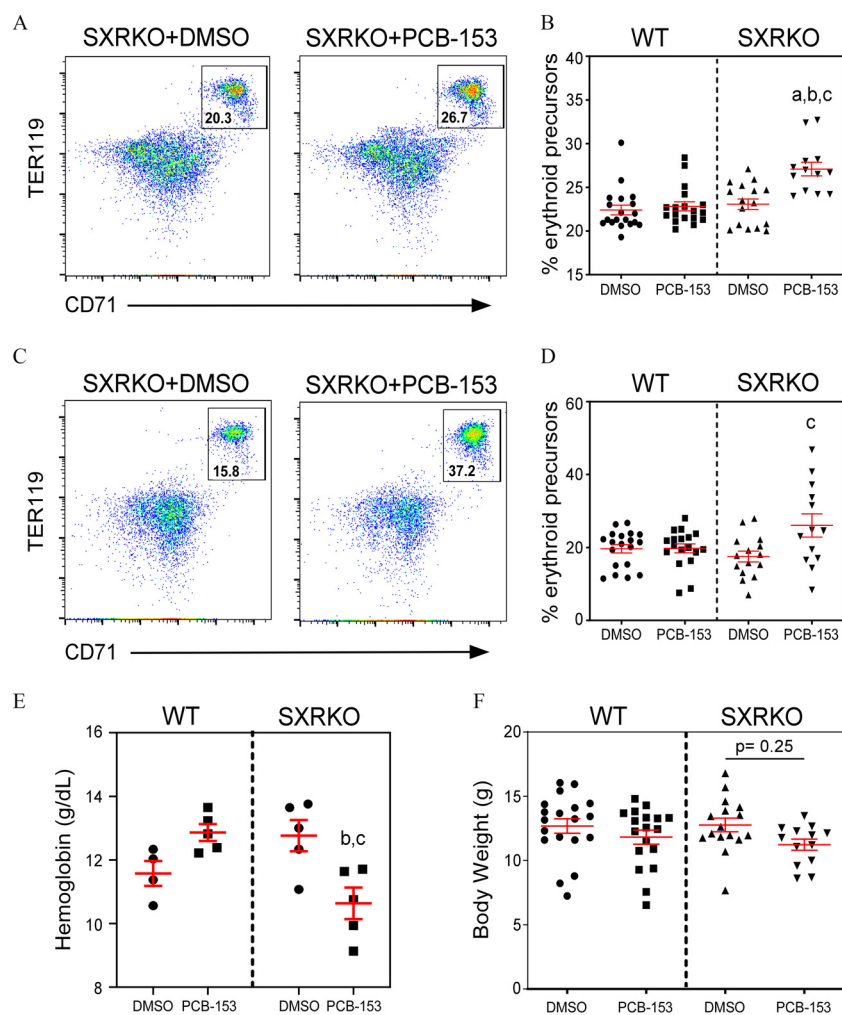 A
SXRKO+DMSO SXRKO+PCB-153
TER119
20.3
26.7
CD71
B
WT SXRKO
% erythroid precursors
40
35
30
25
20
15
a,b,c
DMSO PCB-153 DMSO PCB-153
C
SXRKO+DMSO SXRKO+PCB-153
TER119
15.8
37.2
CD71
D
WT SXRKO
% erythroid precursors
60
40
20
0
c
DMSO PCB-153 DMSO PCB-153
E
WT SXRKO
Hemoglobin (g/dL)
16
14
12
10
8
b,c
DMSO PCB-153 DMSO PCB-153
F
WT SXRKO
Body Weight (g)
20
15
10
5
0
p= 0.25
DMSO PCB-153 DMSO PCB-153